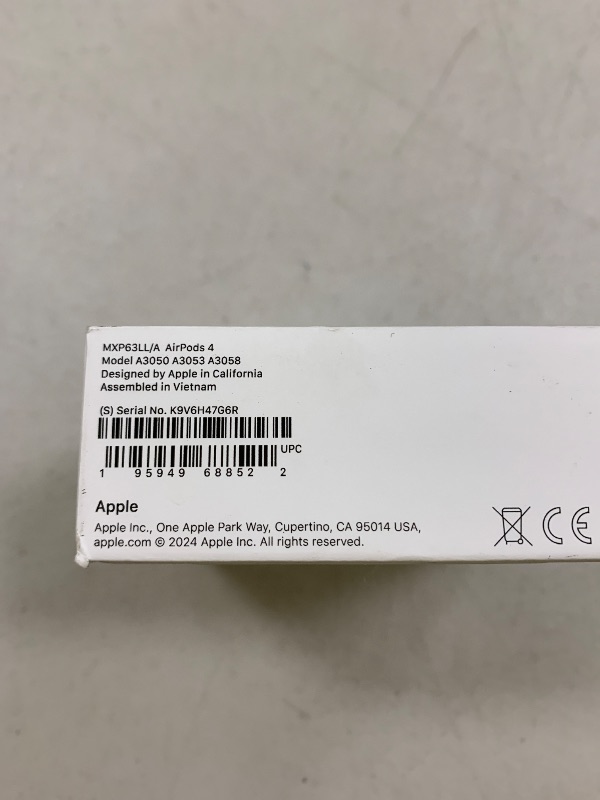 MXP63LL/A AirPods 4
Model A3050 A3053 A3058
Designed by Apple in California
Assembled in Vietnam
(S) Serial No. K9V6H47G6R
UPC
1 95949 68852 2
Apple
Apple Inc., One Apple Park Way, Cupertino, CA 95014 USA,
apple.com © 2024 Apple Inc. All rights reserved.
CE